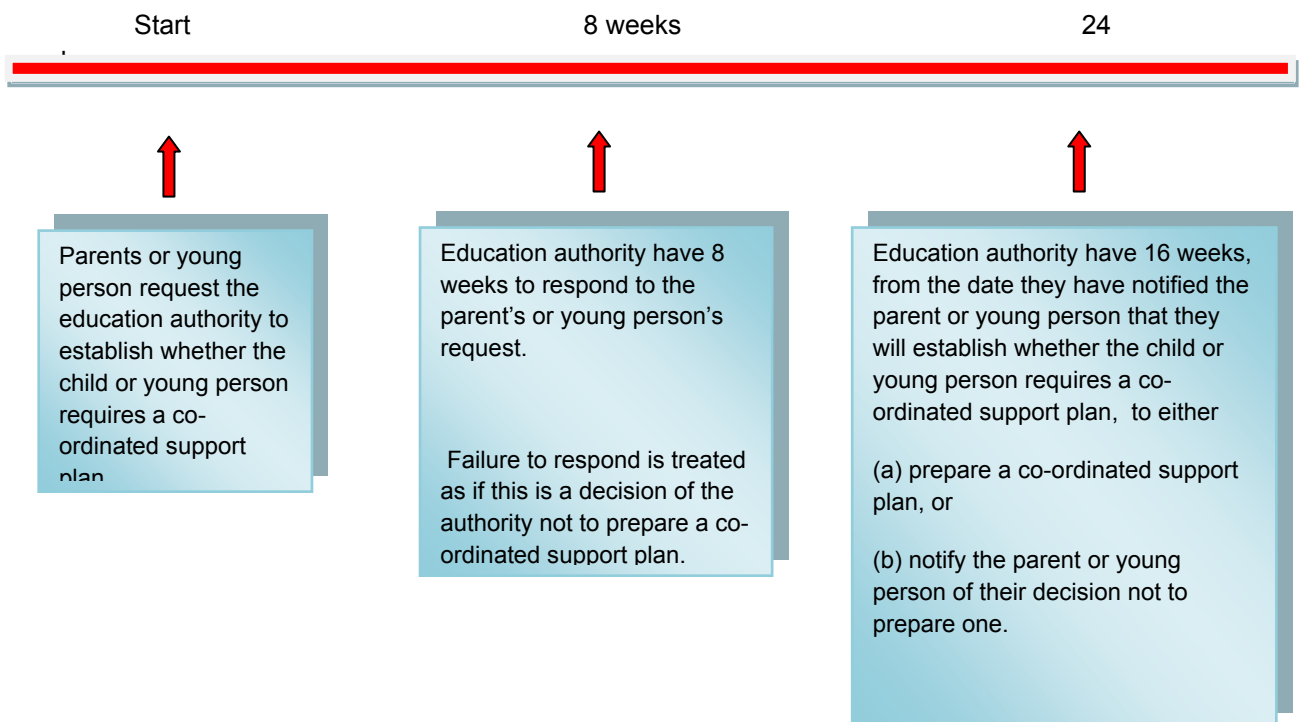 Start
8 weeks
24
Parents or young
person request the
education authority to
establish whether the
child or young person
requires a co-
ordinated support
plan
Education authority have 8
weeks to respond to the
parent’s or young person’s
request.
Failure to respond is treated
as if this is a decision of the
authority not to prepare a co-
ordinated support plan.
Education authority have 16 weeks,
from the date they have notified the
parent or young person that they
will establish whether the child or
young person requires a co-
ordinated support plan, to either
(a) prepare a co-ordinated support
plan, or
(b) notify the parent or young
person of their decision not to
prepare one.